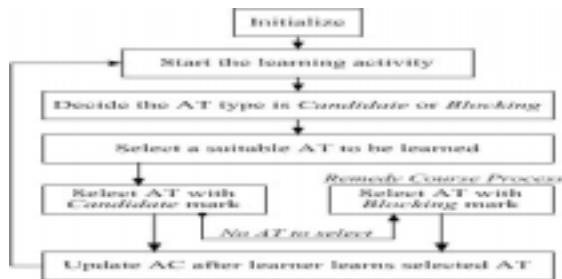 Initialize
Start the learning activity
Decide the AT type is Candidate or Blocking
Select a suitable AT to be learned
Remedy Course Process
Select AT with
Candidate mark
Select AT with
Blocking mark
No AT to select
Update AC after learner learns selected AT